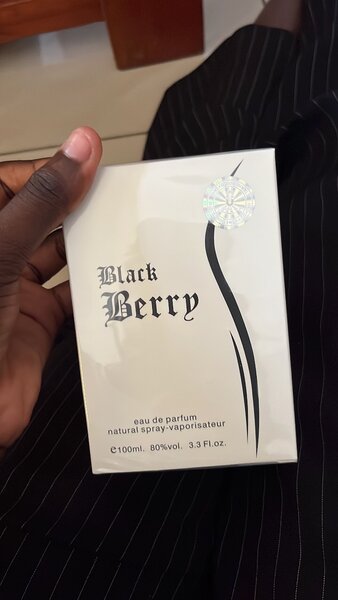 Black
Berry
eau de parfum
natural spray-vaporisateur
℮100ml. 80%vol. 3.3 Fl.oz.